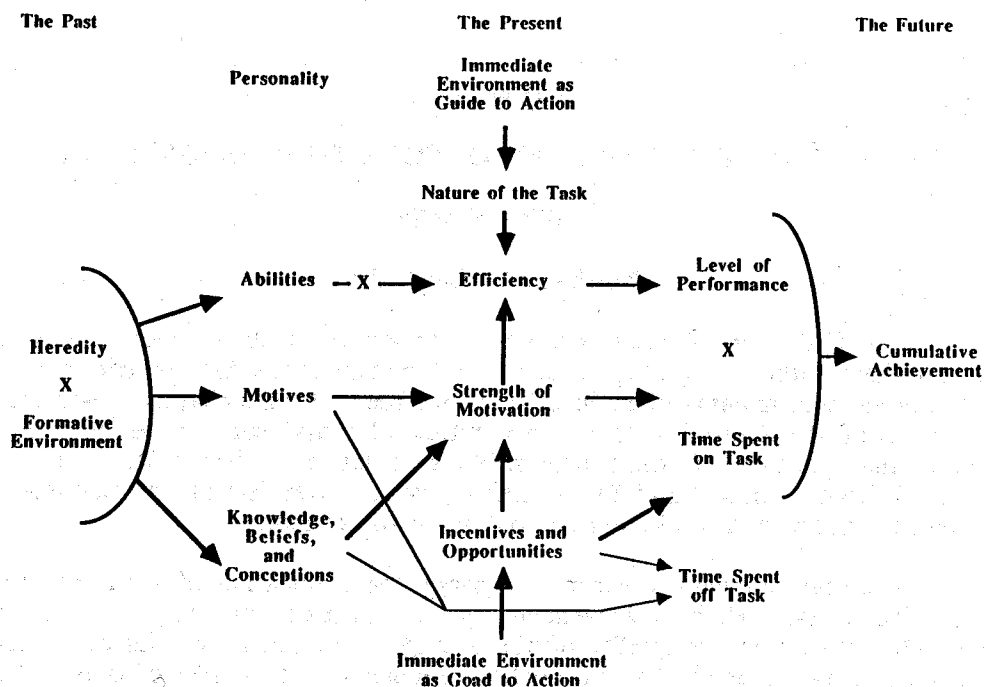 The Past
The Present
The Future
Personality
Immediate
Environment as
Guide to Action
Nature of the Task
Abilities
X
Efficiency
Level of
Performance
Heredity
X
Formative
Environment
Motives
Strength of
Motivation
X
Cumulative
Achievement
Time Spent
on Task
Knowledge,
Beliefs,
and
Conceptions
Incentives and
Opportunities
Time Spent
off Task
Immediate Environment
as Goad to Action